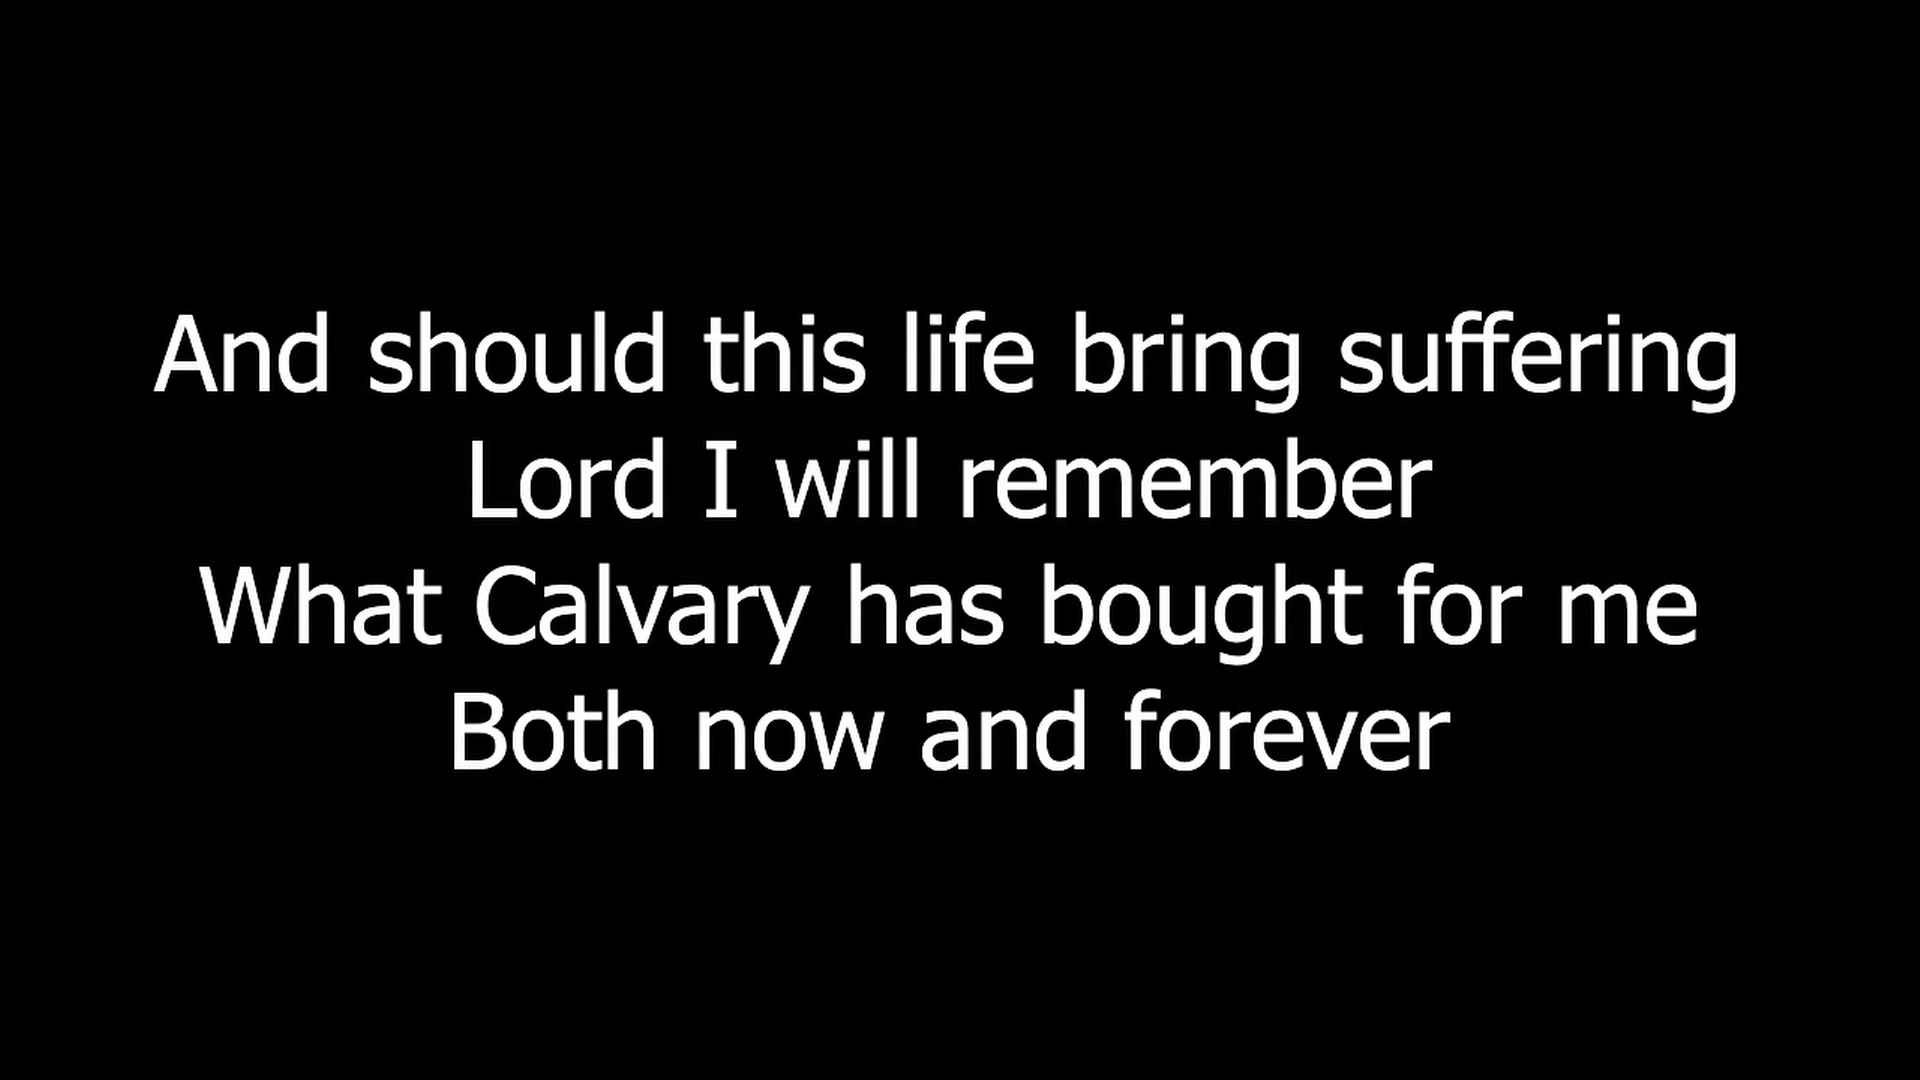 And should this life bring suffering
Lord I will remember
What Calvary has bought for me
Both now and forever